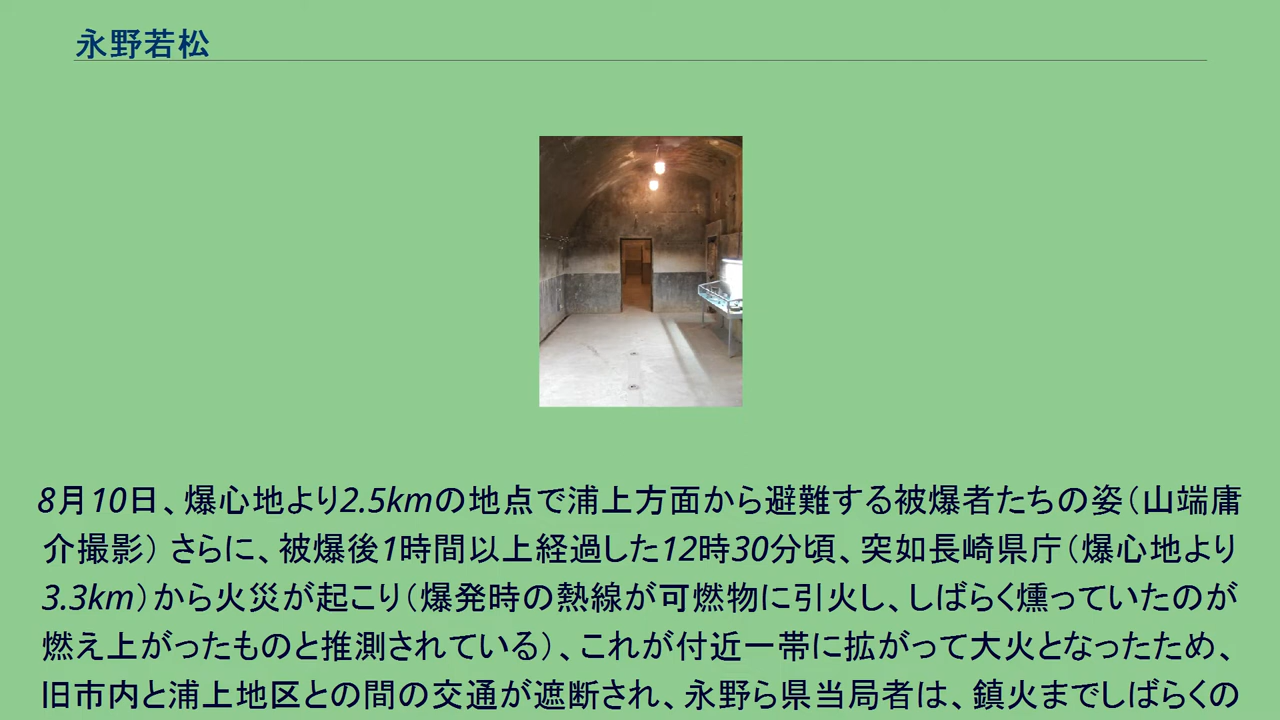 永野若松
8月10日、爆心地より2.5kmの地点で浦上方面から避難する被爆者たちの姿（山端庸
介撮影） さらに、被爆後1時間以上経過した12時30分頃、突如長崎県庁（爆心地より
3.3km）から火災が起こり（爆発時の熱線が可燃物に引火し、しばらく燻っていたのが
燃え上がったものと推測されている）、これが付近一帯に拡がって大火となったため、
旧市内と浦上地区との間の交通が遮断され、永野ら県当局者は、鎮火までしばらくの